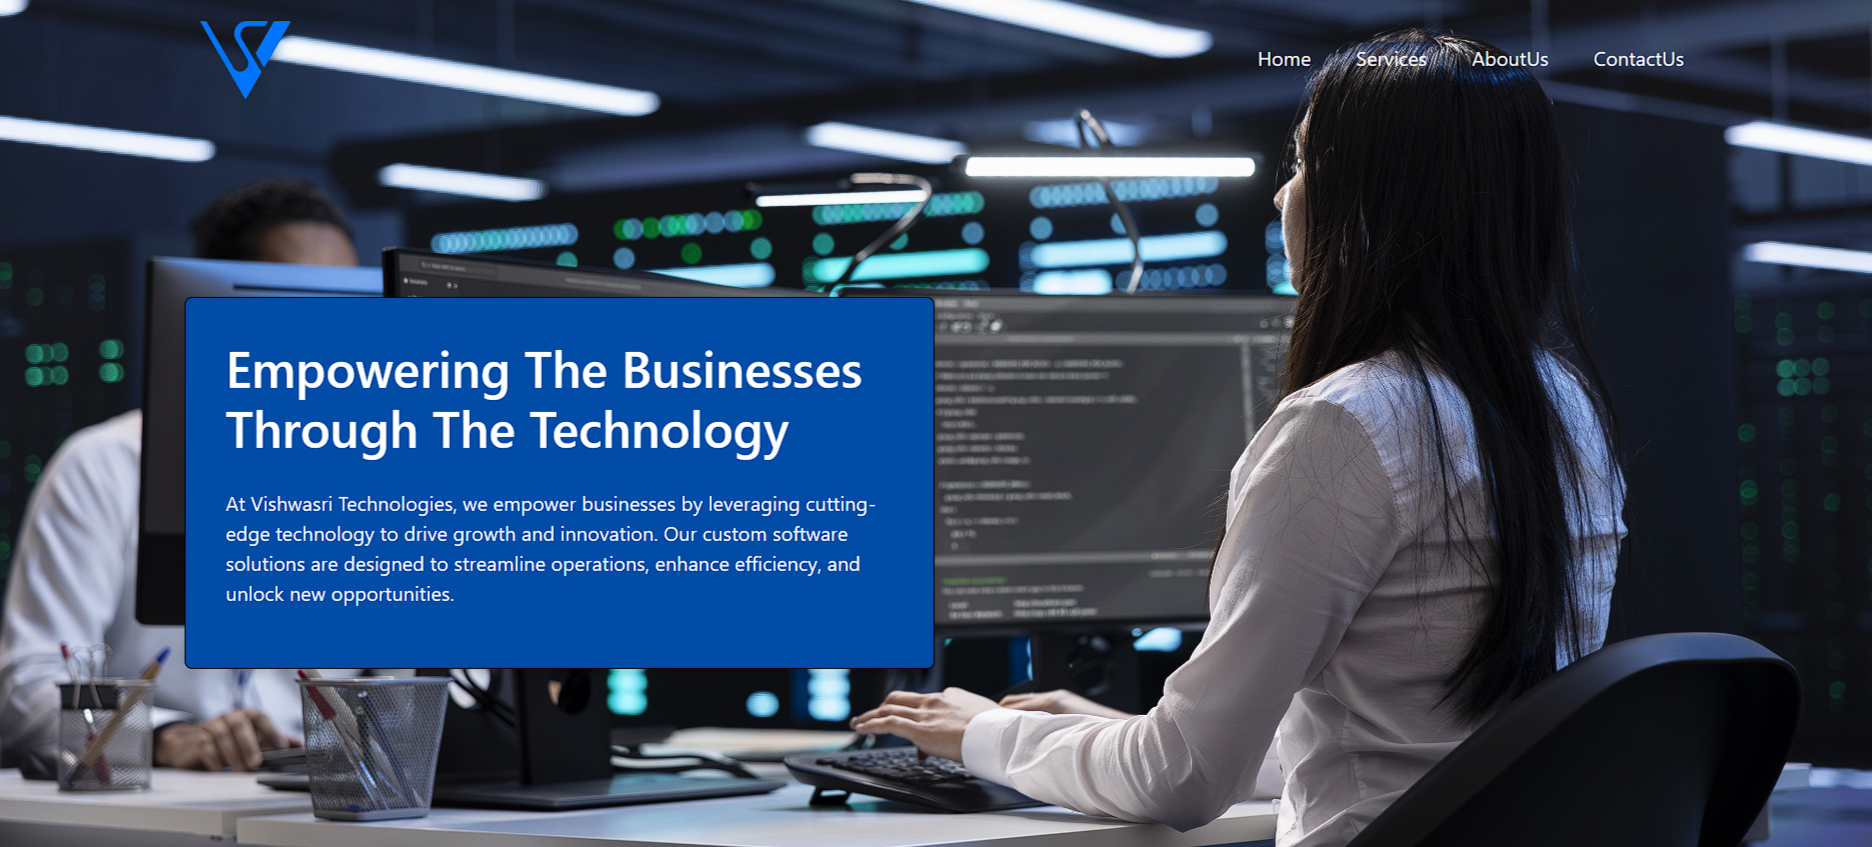 Home Services AboutUs ContactUs
Empowering The Businesses
Through The Technology
At Vishwasri Technologies, we empower businesses by leveraging cutting-
edge technology to drive growth and innovation. Our custom software
solutions are designed to streamline operations, enhance efficiency, and
unlock new opportunities.